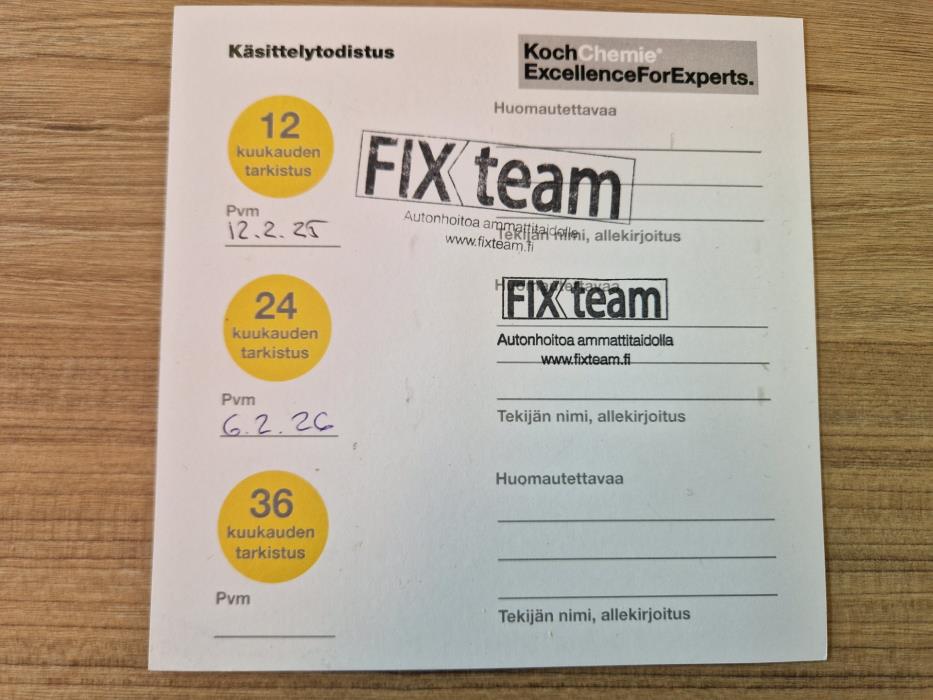 Käsittelytodistus
KochChemie®
ExcellenceForExperts.
12
kuukauden
tarkistus
Pvm
12.2.25
Huomautettavaa
FIX team
Autonhoitoa ammattitaidolla
www.fixteam.fi
Tekijän nimi, allekirjoitus
24
kuukauden
tarkistus
Pvm
6.2.26
Huomautettavaa
FIX team
Autonhoitoa ammattitaidolla
www.fixteam.fi
Tekijän nimi, allekirjoitus
36
kuukauden
tarkistus
Pvm
Huomautettavaa
Tekijän nimi, allekirjoitus